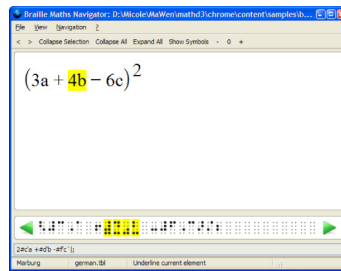 Braille Maths Navigator: D:\Micole\MaWen\mathd3\chrome\content\samples\b...
File View Navigation ?
< > Collapse Selection Collapse All Expand All Show Symbols - 0 +
(3a + 4b − 6c)²
Marburg german.tbl Underline current element